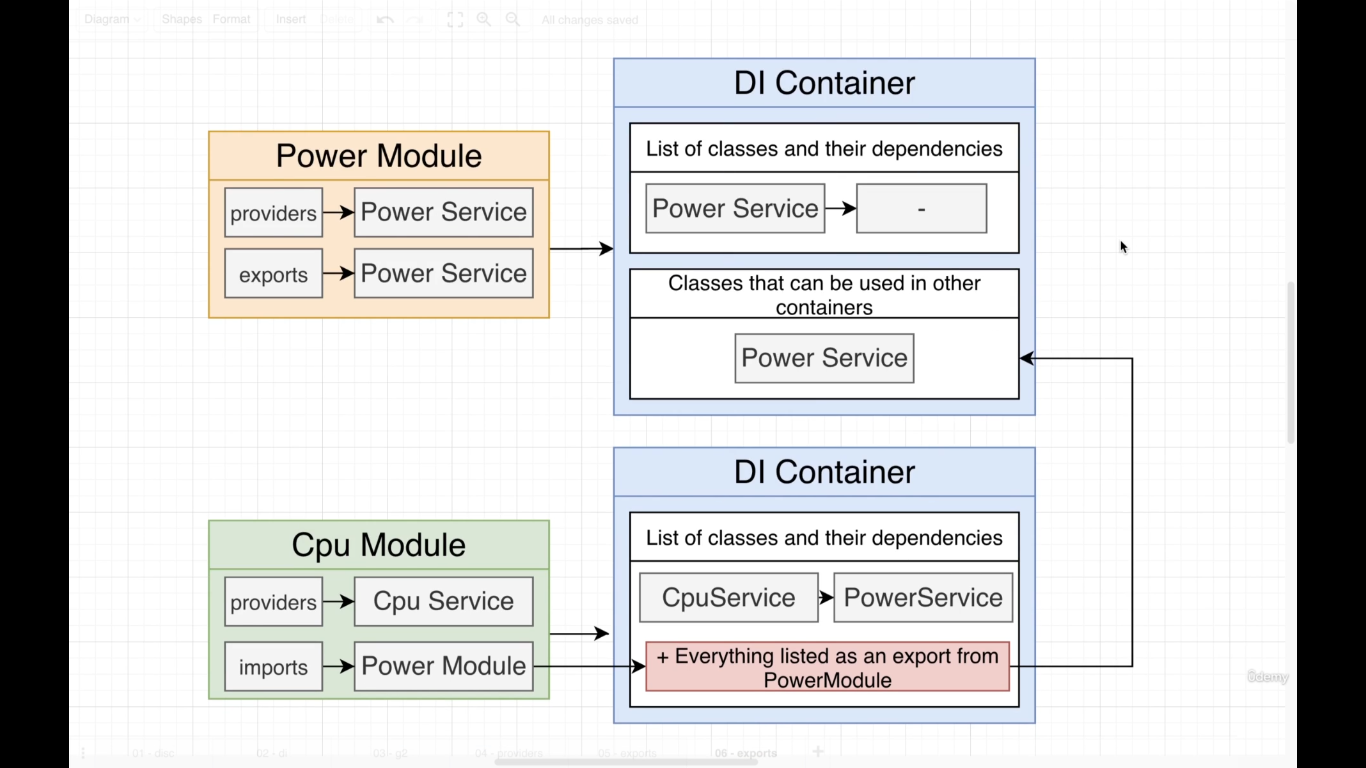 Diagram Shapes Format Insert Delete All changes saved
DI Container
List of classes and their dependencies
Power Service -
Classes that can be used in other
containers
Power Service
Power Module
providers Power Service
exports Power Service
DI Container
List of classes and their dependencies
CpuService PowerService
+ Everything listed as an export from
PowerModule
Cpu Module
providers Cpu Service
imports Power Module
ûdemy
01 - disc 02 - di 03 - g2 04 - providers 05 - exports 06 - exports